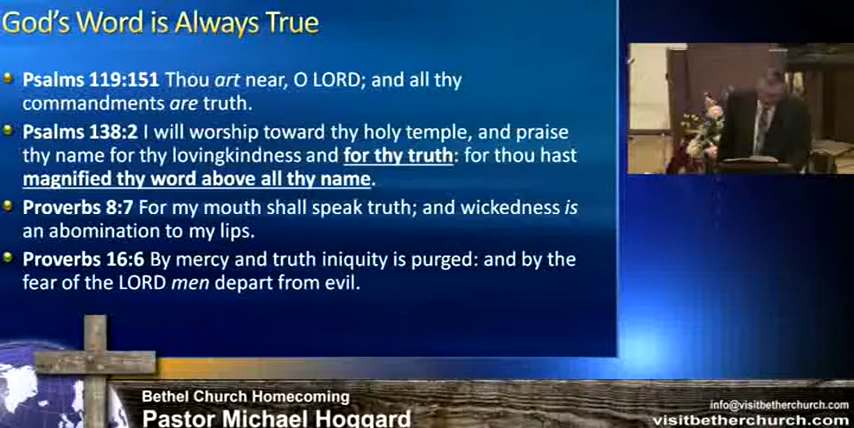 God's Word is Always True
Psalms 119:151 Thou art near, O LORD; and all thy
commandments are truth.
Psalms 138:2 I will worship toward thy holy temple, and praise
thy name for thy lovingkindness and for thy truth: for thou hast
magnified thy word above all thy name.
Proverbs 8:7 For my mouth shall speak truth; and wickedness is
an abomination to my lips.
Proverbs 16:6 By mercy and truth iniquity is purged: and by the
fear of the LORD men depart from evil.
Bethel Church Homecoming
Pastor Michael Hoggard
info@visitbetherchurch.com
visitbetherchurch.com